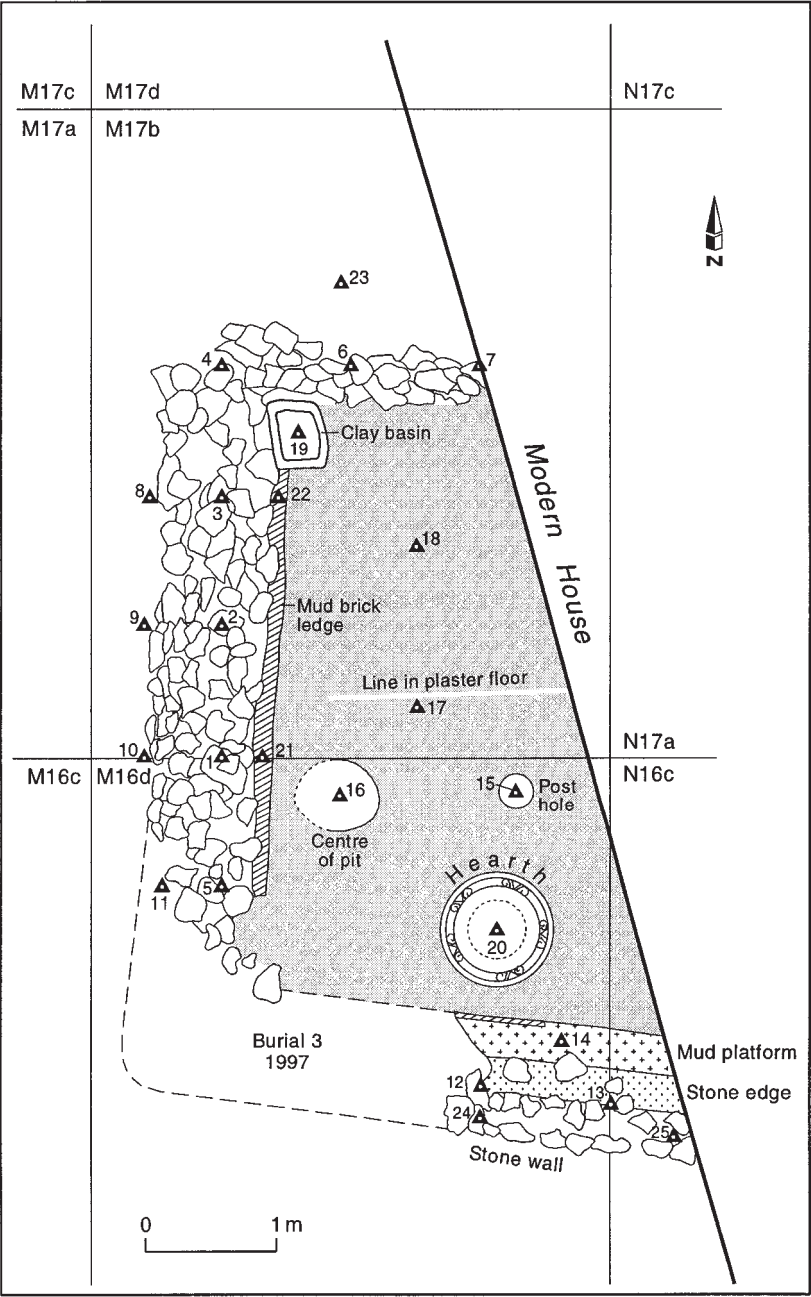 M17c M17d N17c
M17a M17b
N
23
4 6 7
Clay basin
19
8 3 22
18
Modern House
9 2
Mud brick
ledge
Line in plaster floor
17
10 1 21 N17a
M16c M16d N16c
16 15 Post
hole
Centre
of pit
Hearth
11 5
20
Burial 3
1997
14
Mud platform
12 13 Stone edge
24 25
Stone wall
0 1 m